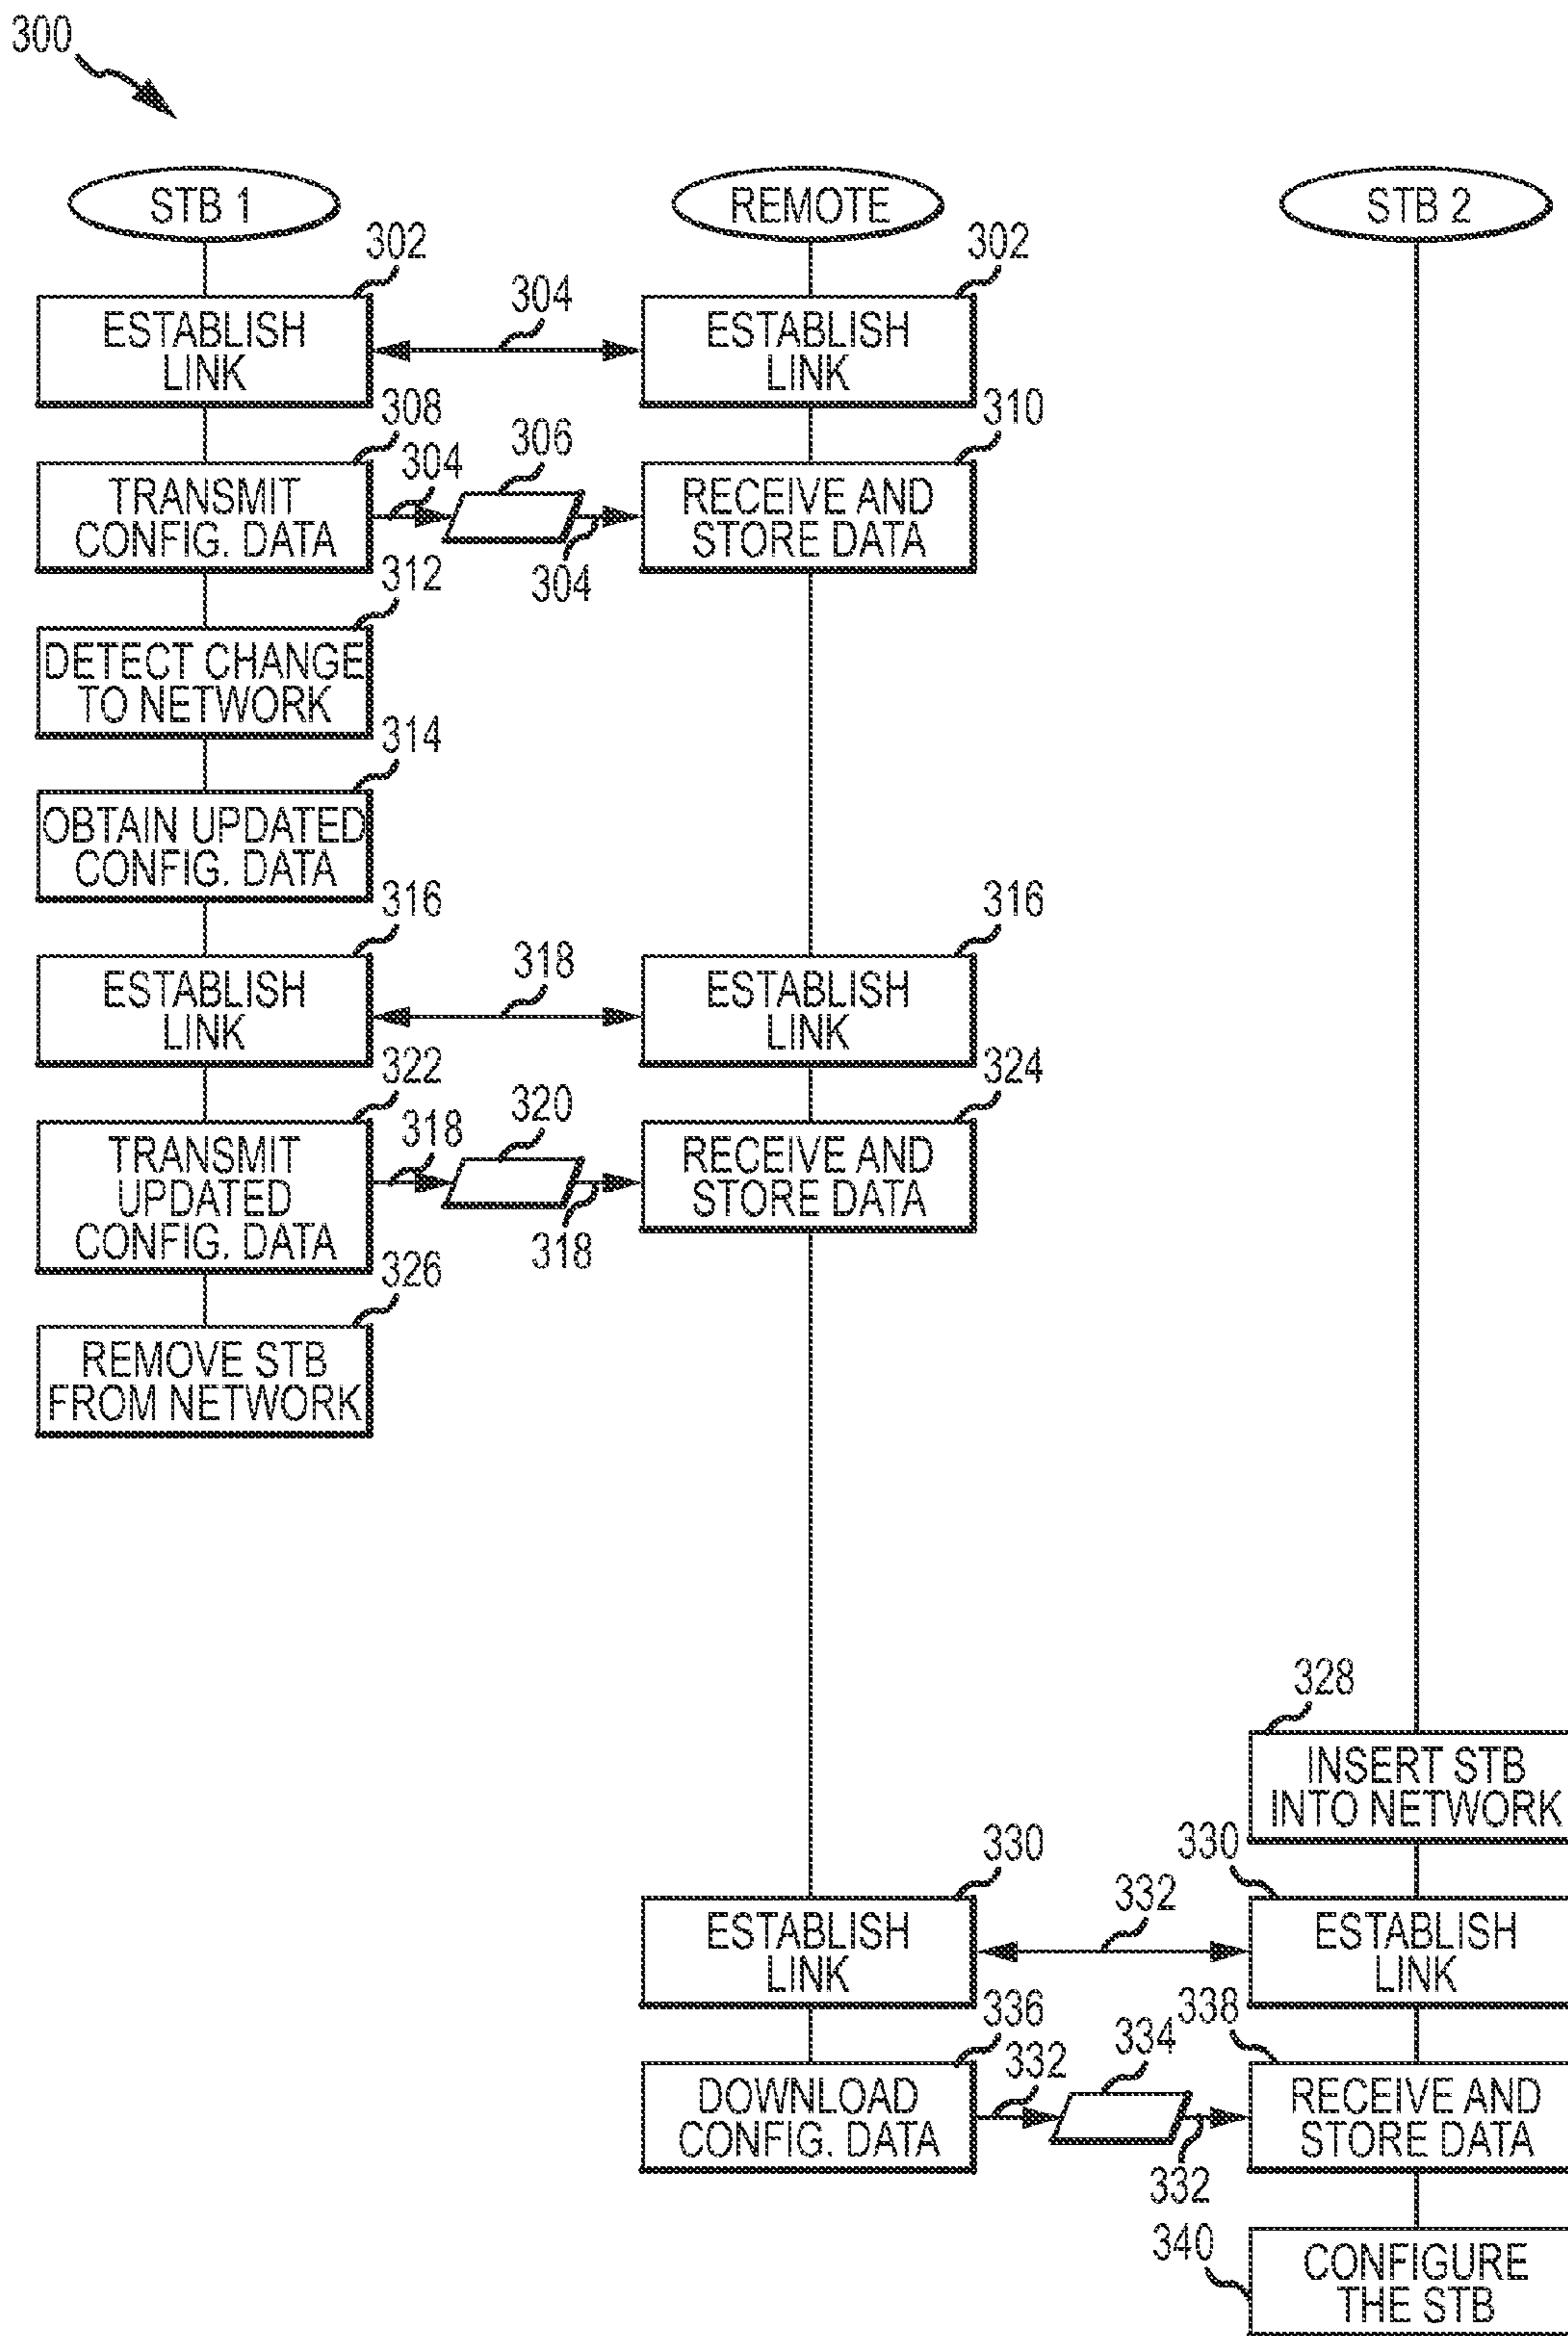 300
STB 1
REMOTE
STB 2
302
302
304
ESTABLISH
LINK
ESTABLISH
LINK
308
310
304
306
TRANSMIT
CONFIG. DATA
RECEIVE AND
STORE DATA
304
312
DETECT CHANGE
TO NETWORK
314
OBTAIN UPDATED
CONFIG. DATA
316
316
318
ESTABLISH
LINK
ESTABLISH
LINK
322
324
318
320
TRANSMIT
UPDATED
CONFIG. DATA
RECEIVE AND
STORE DATA
318
326
REMOVE STB
FROM NETWORK
328
INSERT STB
INTO NETWORK
330
330
332
ESTABLISH
LINK
ESTABLISH
LINK
336
338
332
334
DOWNLOAD
CONFIG. DATA
RECEIVE AND
STORE DATA
332
340
CONFIGURE
THE STB